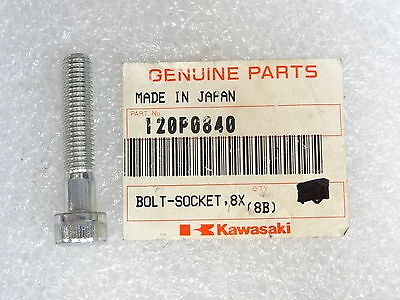 GENUINE PARTS
MADE IN JAPAN
PART No.
120P0840
QTY
BOLT-SOCKET,8X
(8B)
Kawasaki